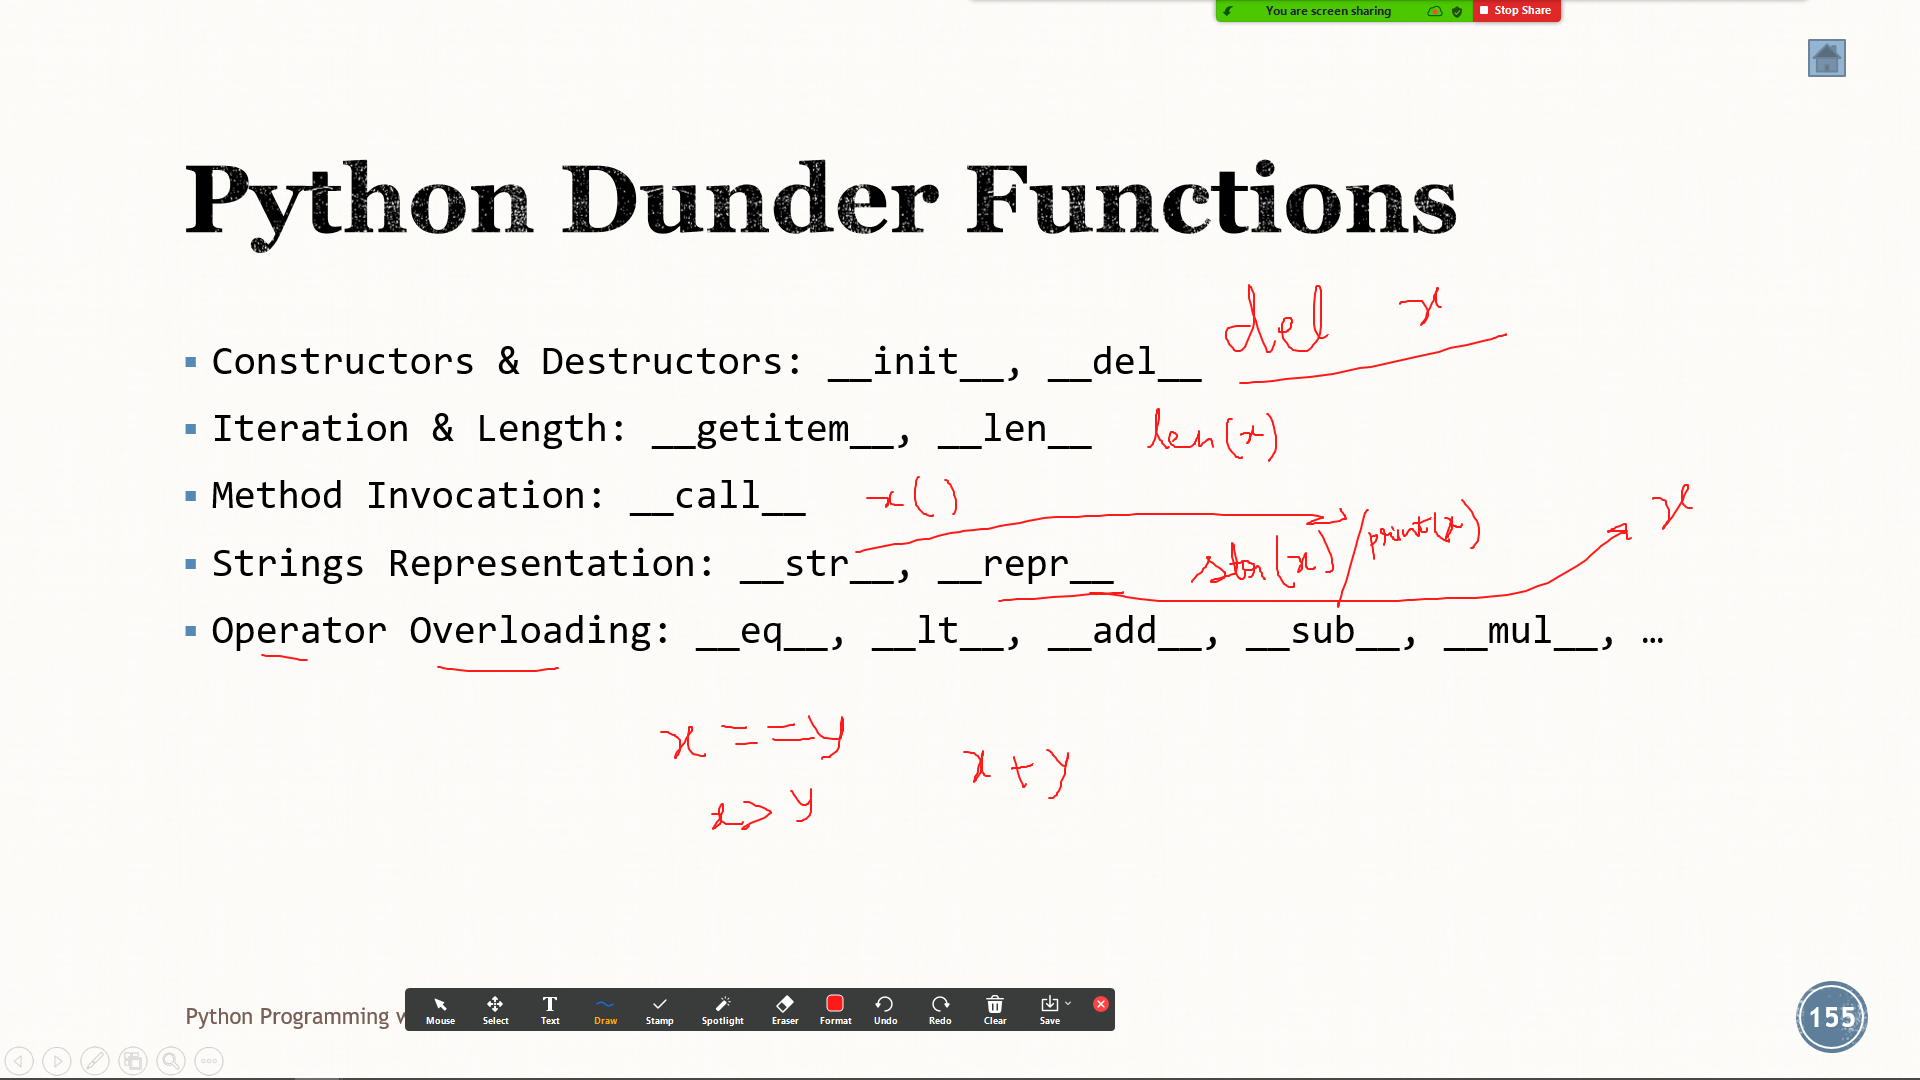 You are screen sharing Stop Share
Python Dunder Functions
del x
Constructors & Destructors: __init__, __del__
Iteration & Length: __getitem__, __len__ len(x)
Method Invocation: __call__ x()
Strings Representation: __str__, __repr__ str(x) / print(x) x
Operator Overloading: __eq__, __lt__, __add__, __sub__, __mul__, …
x == y
x + y
x > y
Python Programming
Mouse Select Text Draw Stamp Spotlight Eraser Format Undo Redo Clear Save
155